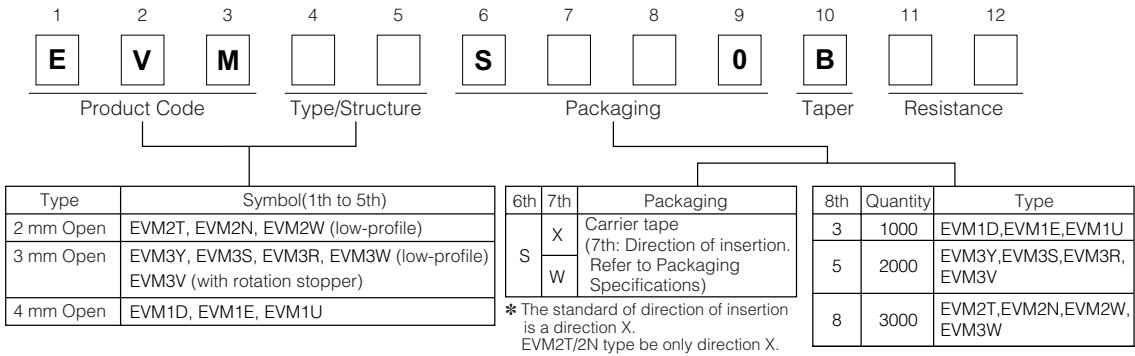 1 2 3 4 5 6 7 8 9 10 11 12
E V M S 0 B
Product Code Type/Structure Packaging Taper Resistance
Type Symbol(1th to 5th)
2 mm Open EVM2T, EVM2N, EVM2W (low-profile)
3 mm Open EVM3Y, EVM3S, EVM3R, EVM3W (low-profile)
EVM3V (with rotation stopper)
4 mm Open EVM1D, EVM1E, EVM1U
6th 7th Packaging
S X W Carrier tape
(7th: Direction of insertion.
Refer to Packaging
Specifications)
✽ The standard of direction of insertion
is a direction X.
EVM2T/2N type be only direction X.
8th Quantity Type
3 1000 EVM1D,EVM1E,EVM1U
5 2000 EVM3Y,EVM3S,EVM3R,
EVM3V
8 3000 EVM2T,EVM2N,EVM2W,
EVM3W